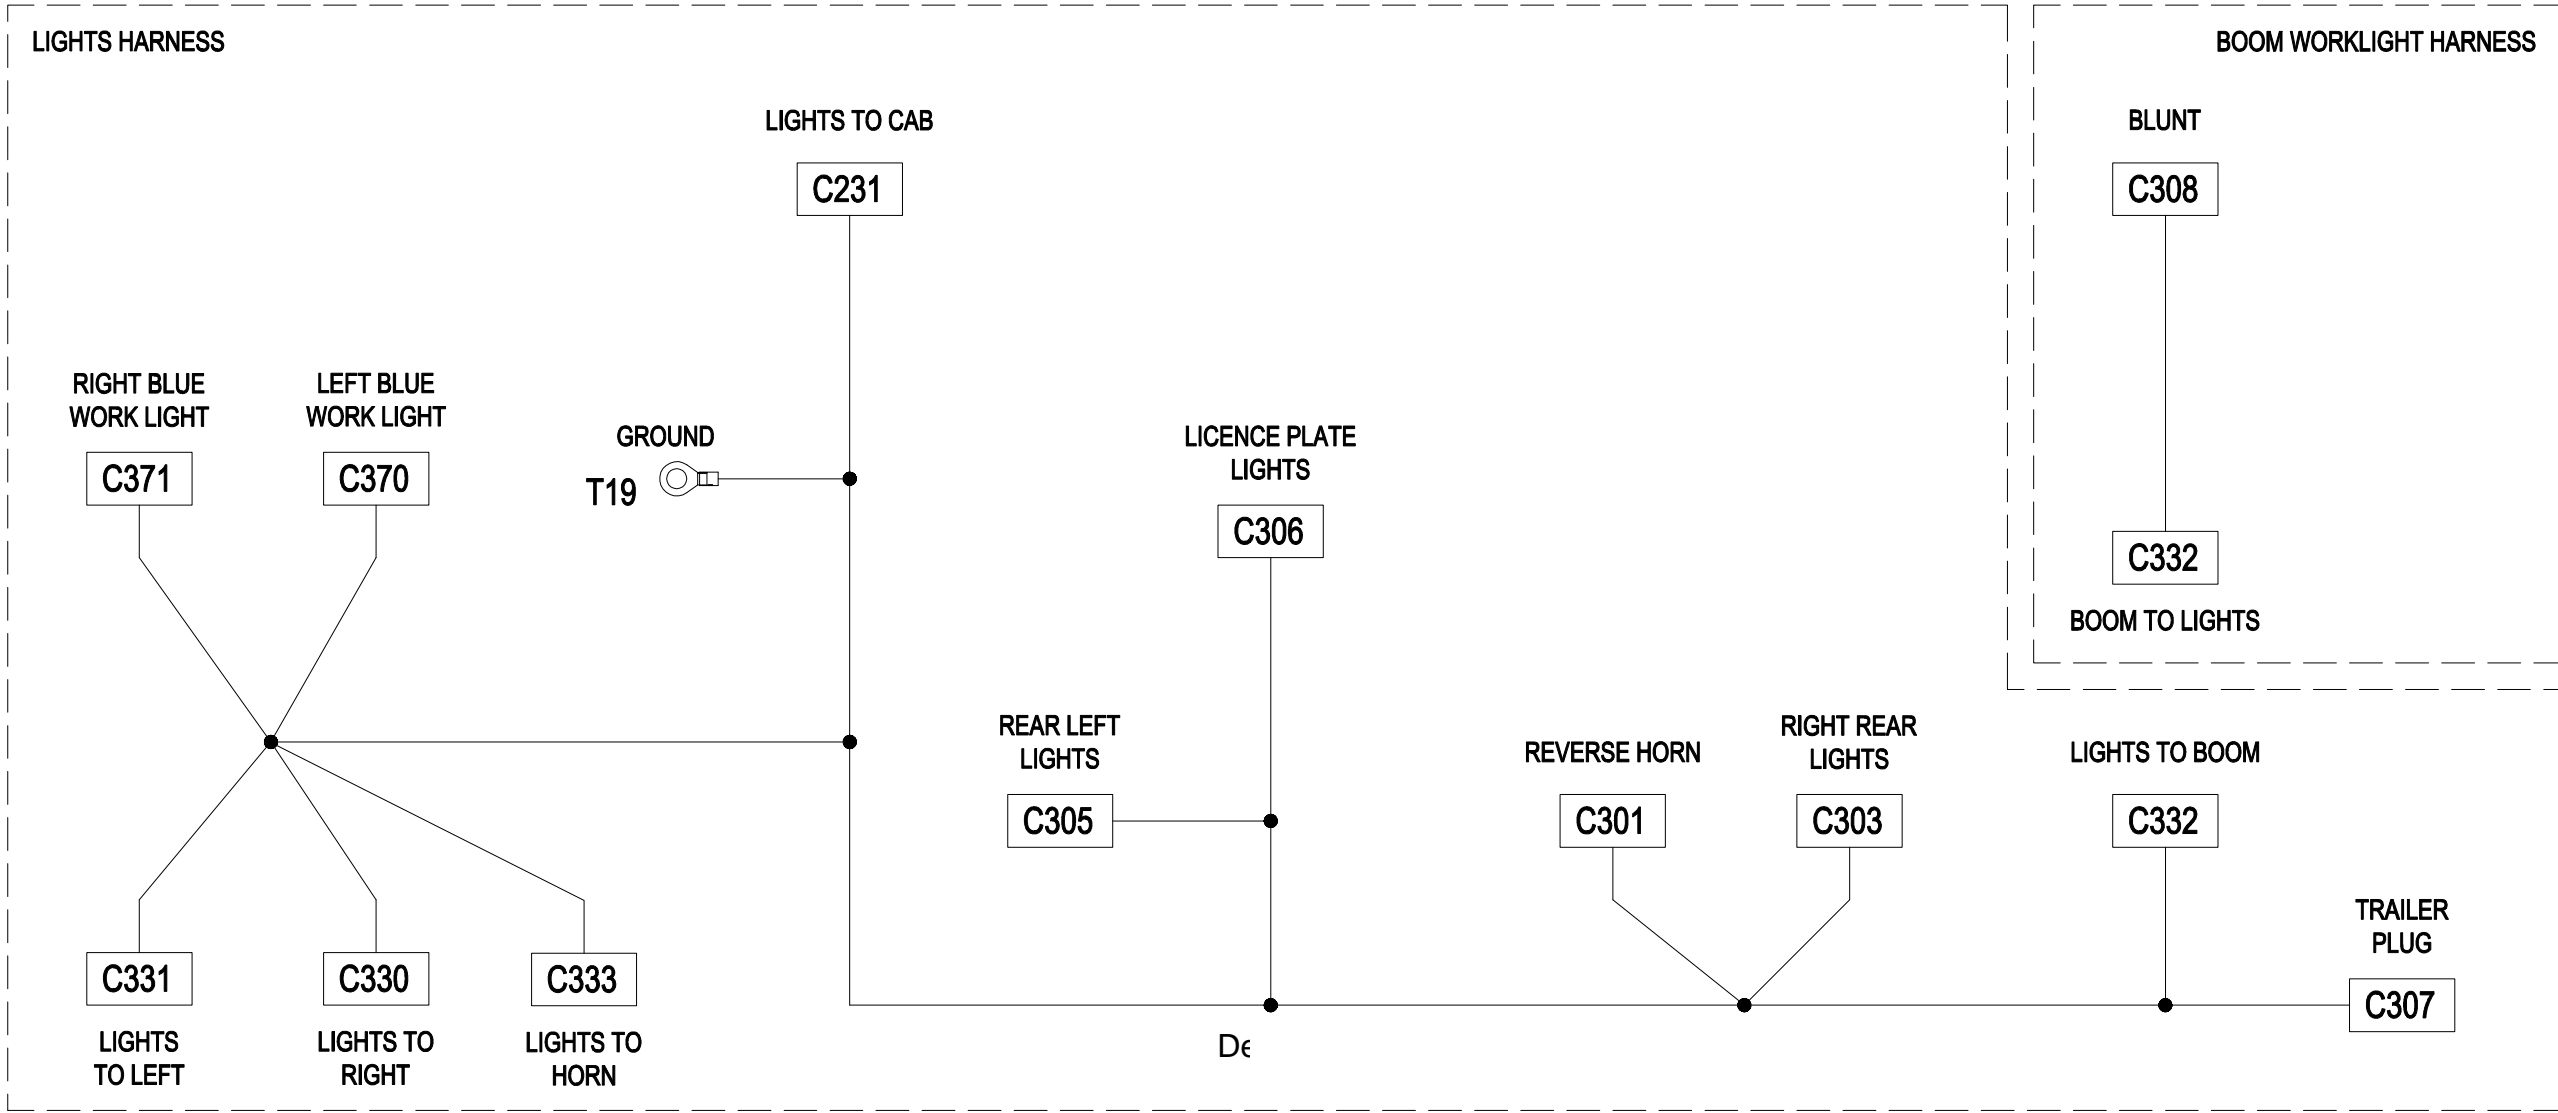 LIGHTS HARNESS
BOOM WORKLIGHT HARNESS
LIGHTS TO CAB
C231
BLUNT
C308
RIGHT BLUE
WORK LIGHT
C371
LEFT BLUE
WORK LIGHT
C370
GROUND
T19
LICENCE PLATE
LIGHTS
C306
C332
BOOM TO LIGHTS
REAR LEFT
LIGHTS
C305
REVERSE HORN
C301
RIGHT REAR
LIGHTS
C303
LIGHTS TO BOOM
C332
TRAILER
PLUG
C307
C331
LIGHTS
TO LEFT
C330
LIGHTS TO
RIGHT
C333
LIGHTS TO
HORN